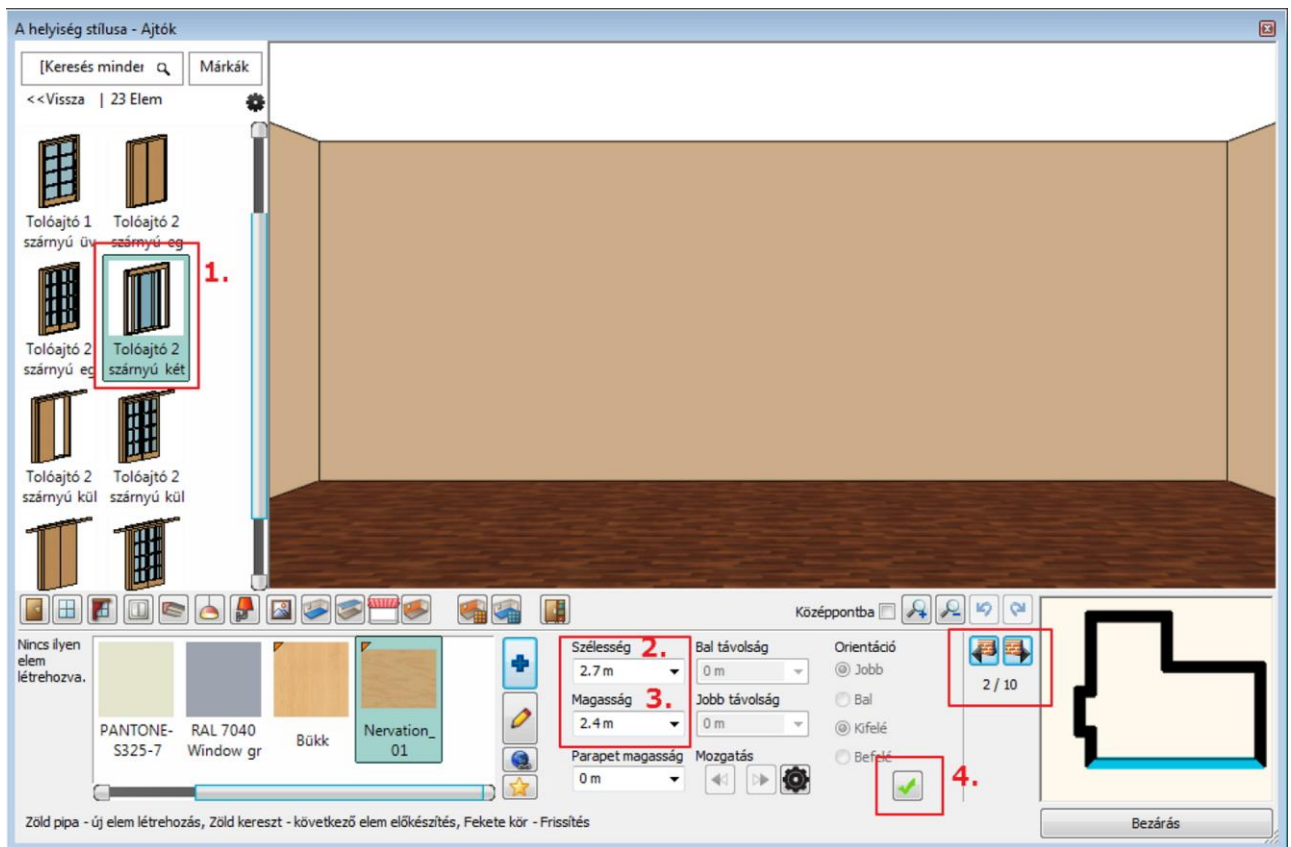 A helyiség stílusa - Ajtók
[Keresés minder
Márkák
<<Vissza | 23 Elem
Tolóajtó 1
szárnyú üv
Tolóajtó 2
szárnyú eg
1.
Tolóajtó 2
szárnyú eg
Tolóajtó 2
szárnyú két
Tolóajtó 2
szárnyú kül
Tolóajtó 2
szárnyú kül
Középpontba
Nincs ilyen
elem
létrehozva.
PANTONE-
S325-7
RAL 7040
Window gr
Bükk
Nervation_
01
Szélesség 2.
2.7 m
Magasság 3.
2.4 m
Parapet magasság
0 m
Bal távolság
0 m
Jobb távolság
0 m
Mozgatás
Orientáció
Jobb
Bal
Kifelé
Befelé
4.
2 / 10
Zöld pipa - új elem létrehozás, Zöld kereszt - következő elem előkészítés, Fekete kör - Frissítés
Bezárás